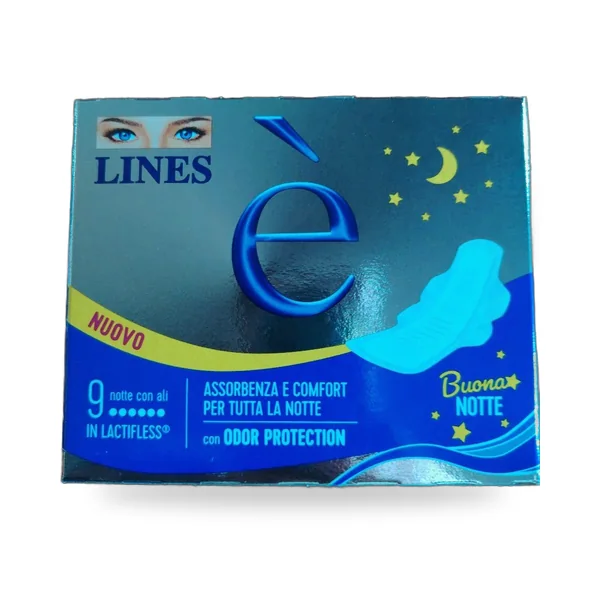 LINES
è
NUOVO
9 notte con ali
IN LACTIFLESS®
ASSORBENZA E COMFORT
PER TUTTA LA NOTTE
con ODOR PROTECTION
Buona
NOTTE